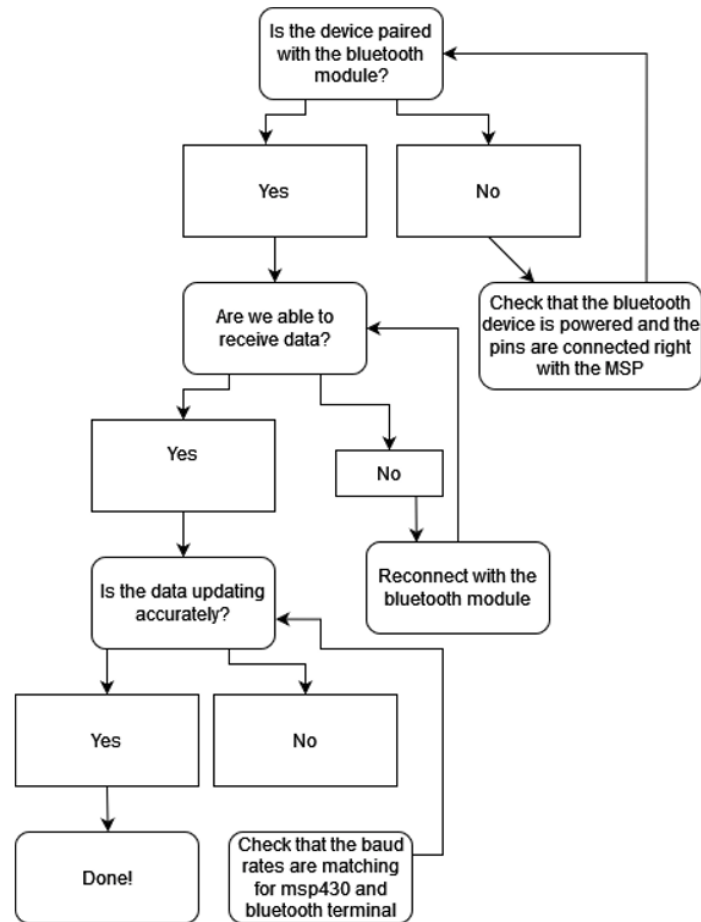 Is the device paired
with the bluetooth
module?
Yes
No
Check that the bluetooth
device is powered and the
pins are connected right
with the MSP
Are we able to
receive data?
Yes
No
Reconnect with the
bluetooth module
Is the data updating
accurately?
Yes
No
Done!
Check that the baud
rates are matching
for msp430 and
bluetooth terminal